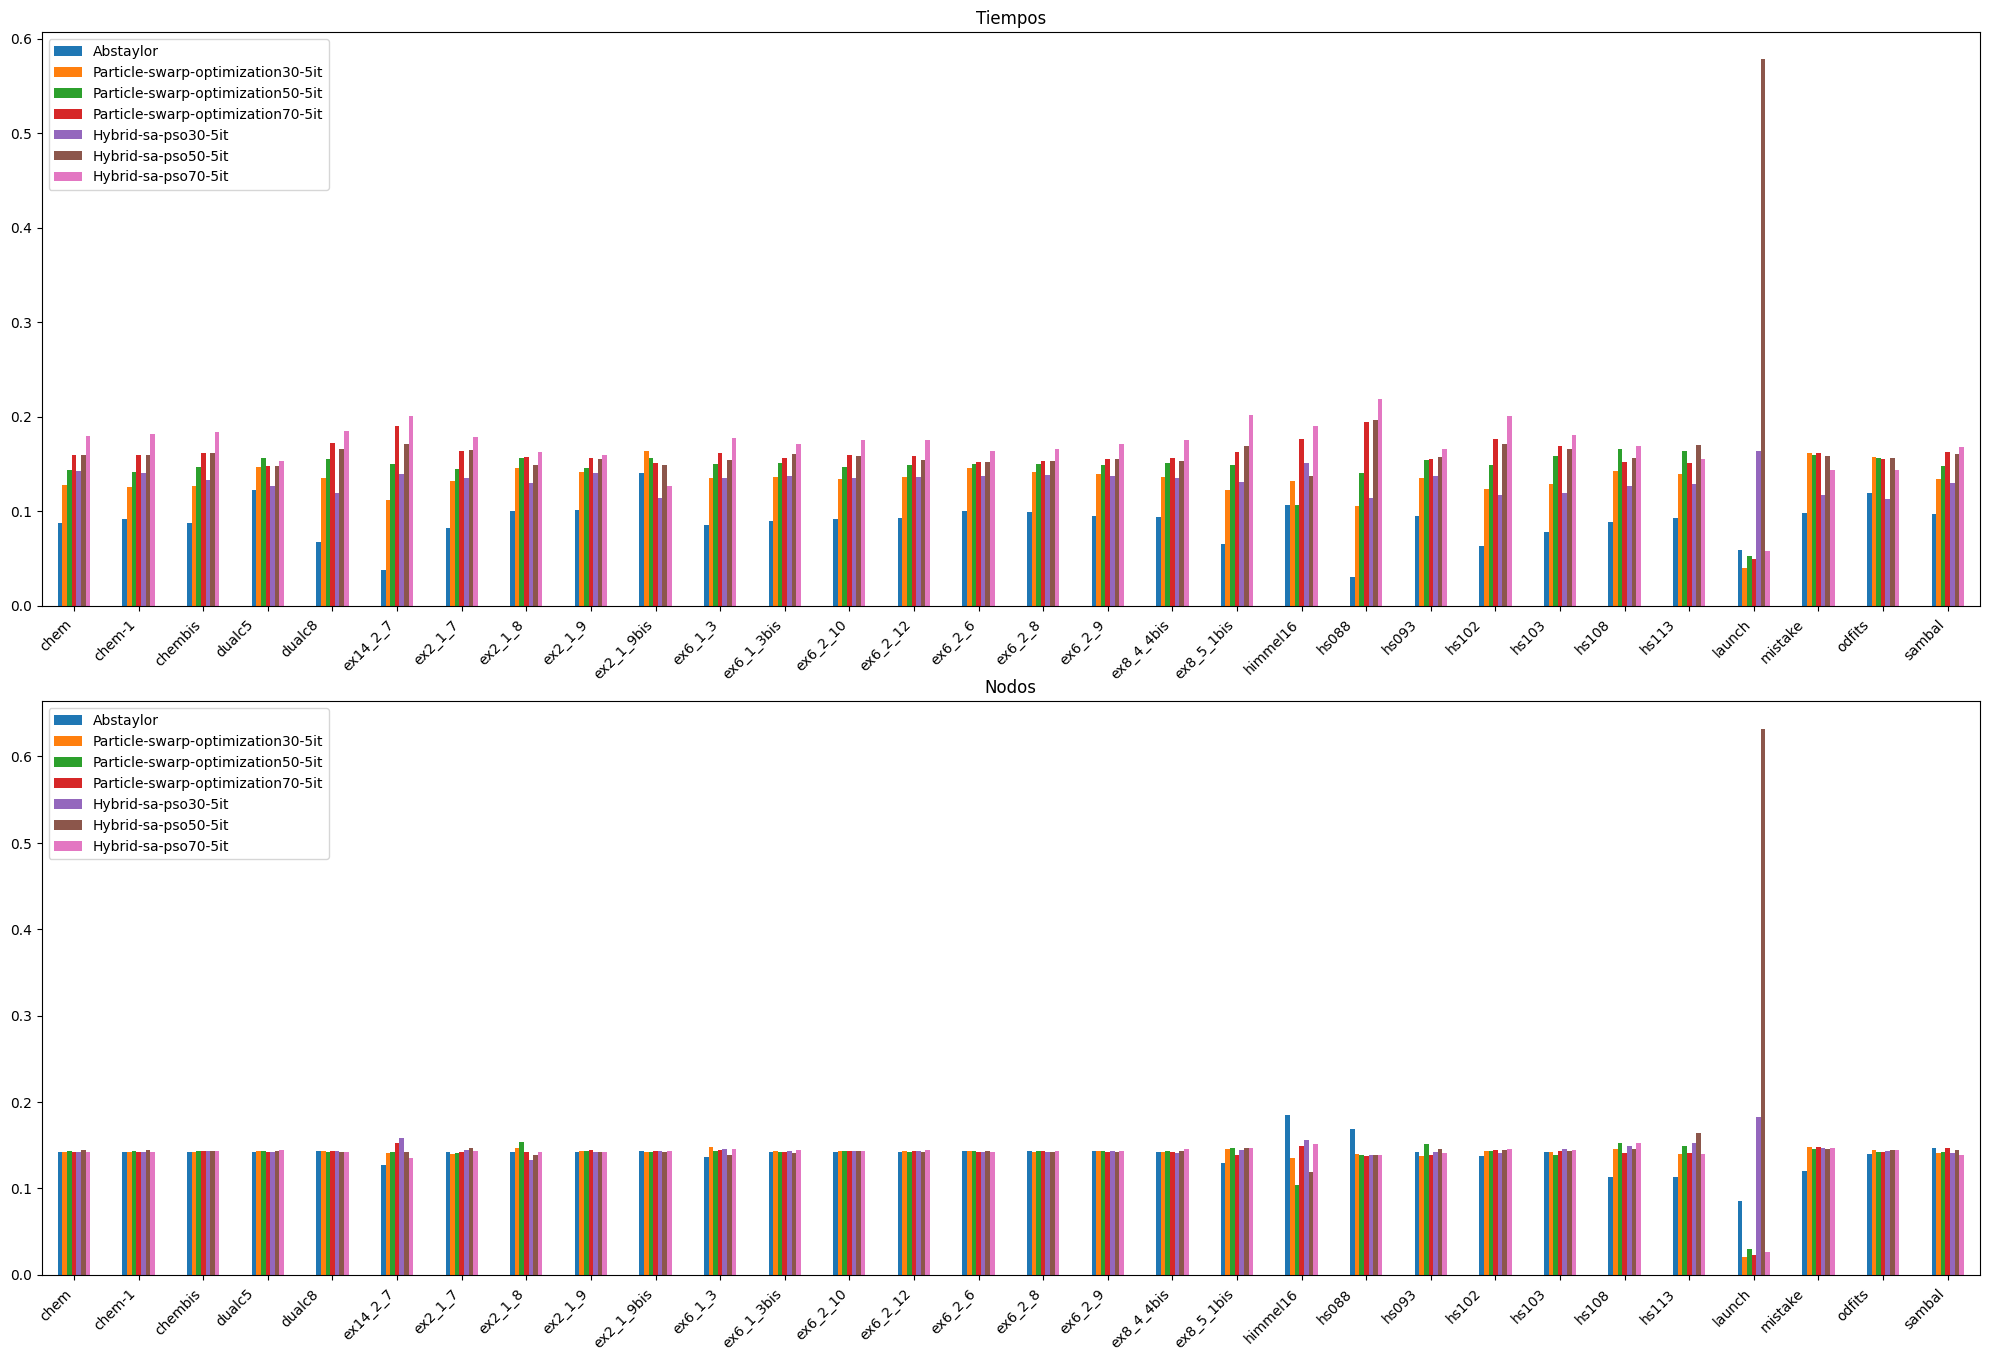 Tiempos
0.6
0.5
0.4
0.3
0.2
0.1
0.0
Abstaylor
Particle-swarp-optimization30-5it
Particle-swarp-optimization50-5it
Particle-swarp-optimization70-5it
Hybrid-sa-pso30-5it
Hybrid-sa-pso50-5it
Hybrid-sa-pso70-5it
chem
chem-1
chembis
dualc5
dualc8
ex14_2_7
ex2_1_7
ex2_1_8
ex2_1_9
ex2_1_9bis
ex6_1_3
ex6_1_3bis
ex6_2_10
ex6_2_12
ex6_2_6
ex6_2_8
ex6_2_9
ex8_4_4bis
ex8_5_1bis
himmel16
hs088
hs093
hs102
hs103
hs108
hs113
launch
mistake
odfits
sambal
Nodos
0.6
0.5
0.4
0.3
0.2
0.1
0.0
Abstaylor
Particle-swarp-optimization30-5it
Particle-swarp-optimization50-5it
Particle-swarp-optimization70-5it
Hybrid-sa-pso30-5it
Hybrid-sa-pso50-5it
Hybrid-sa-pso70-5it
chem
chem-1
chembis
dualc5
dualc8
ex14_2_7
ex2_1_7
ex2_1_8
ex2_1_9
ex2_1_9bis
ex6_1_3
ex6_1_3bis
ex6_2_10
ex6_2_12
ex6_2_6
ex6_2_8
ex6_2_9
ex8_4_4bis
ex8_5_1bis
himmel16
hs088
hs093
hs102
hs103
hs108
hs113
launch
mistake
odfits
sambal